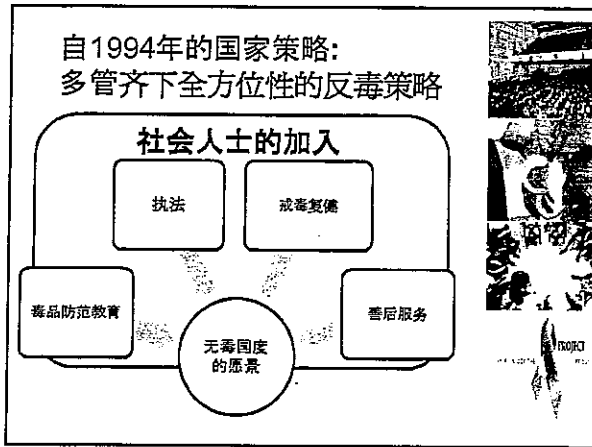 自1994年的国家策略:
多管齐下全方位性的反毒策略
社会人士的加入
执法
戒毒复健
毒品防范教育
善后服务
无毒国度
的愿景
PROJECT